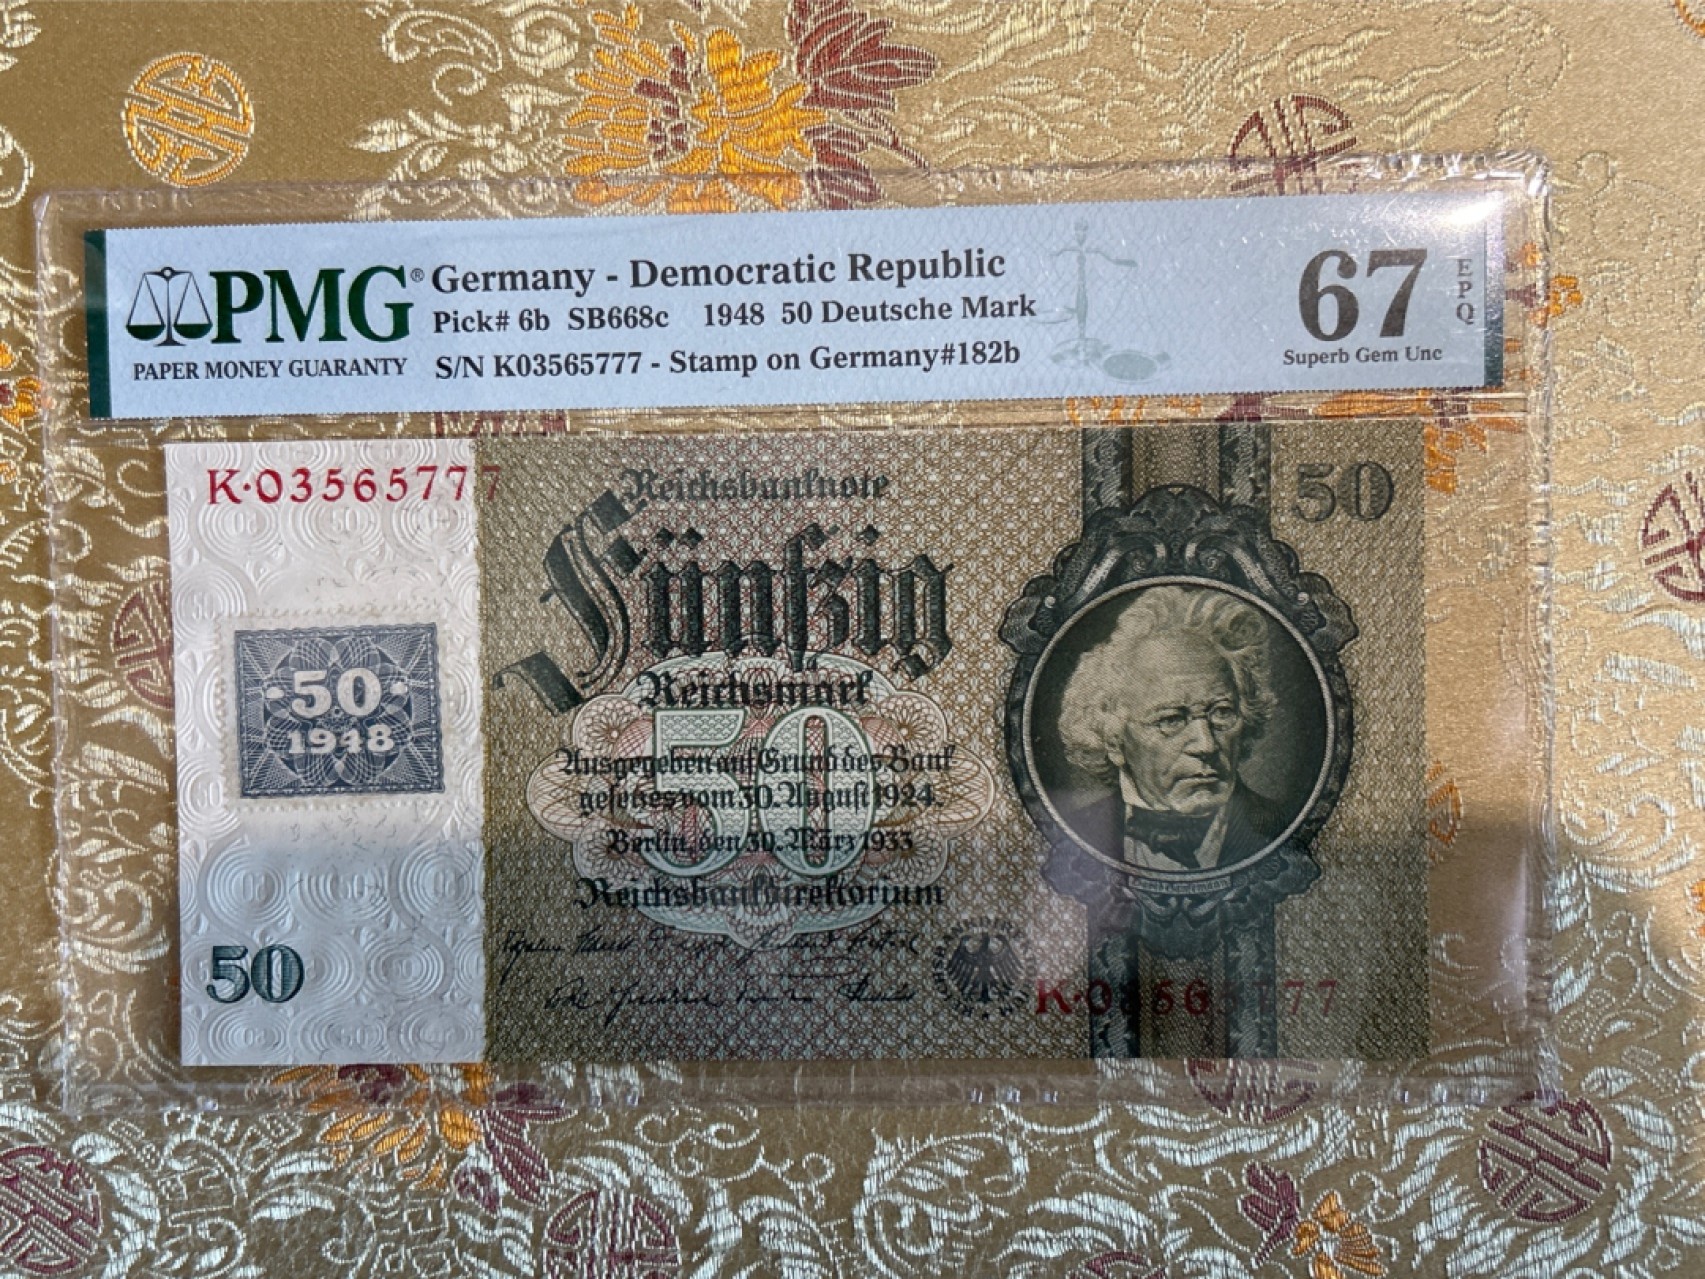 PMG®
PAPER MONEY GUARANTY
Germany - Democratic Republic
Pick# 6b SB668c 1948 50 Deutsche Mark
S/N K03565777 - Stamp on Germany#182b
67
EPQ
Superb Gem Unc
K·03565777
50
1948
50
Reichsbanknote
50
Fünfzig
Reichsmark
50
Ausgegeben auf Grund des Bank
gesetzes vom 30. August 1924.
Berlin, den 30. März 1933
Reichsbankdirektorium
K·03565777